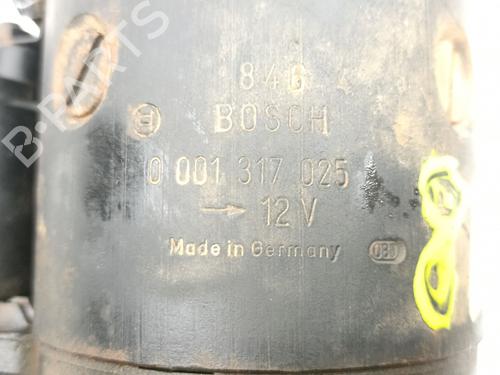 BOSCH
0 001 317 025
→ 12 V
Made in Germany
B-PARTS